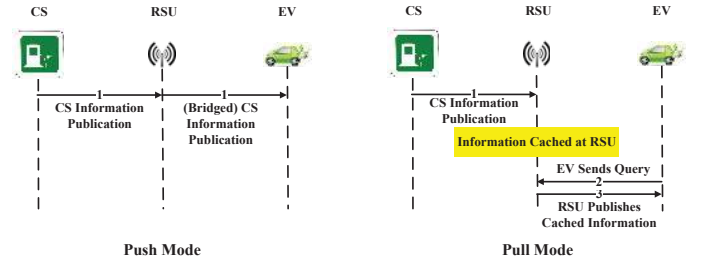 CS RSU EV
1 1
CS Information
Publication
(Bridged) CS
Information
Publication
Push Mode
CS RSU EV
1
CS Information
Publication
Information Cached at RSU
EV Sends Query
2
3
RSU Publishes
Cached Information
Pull Mode